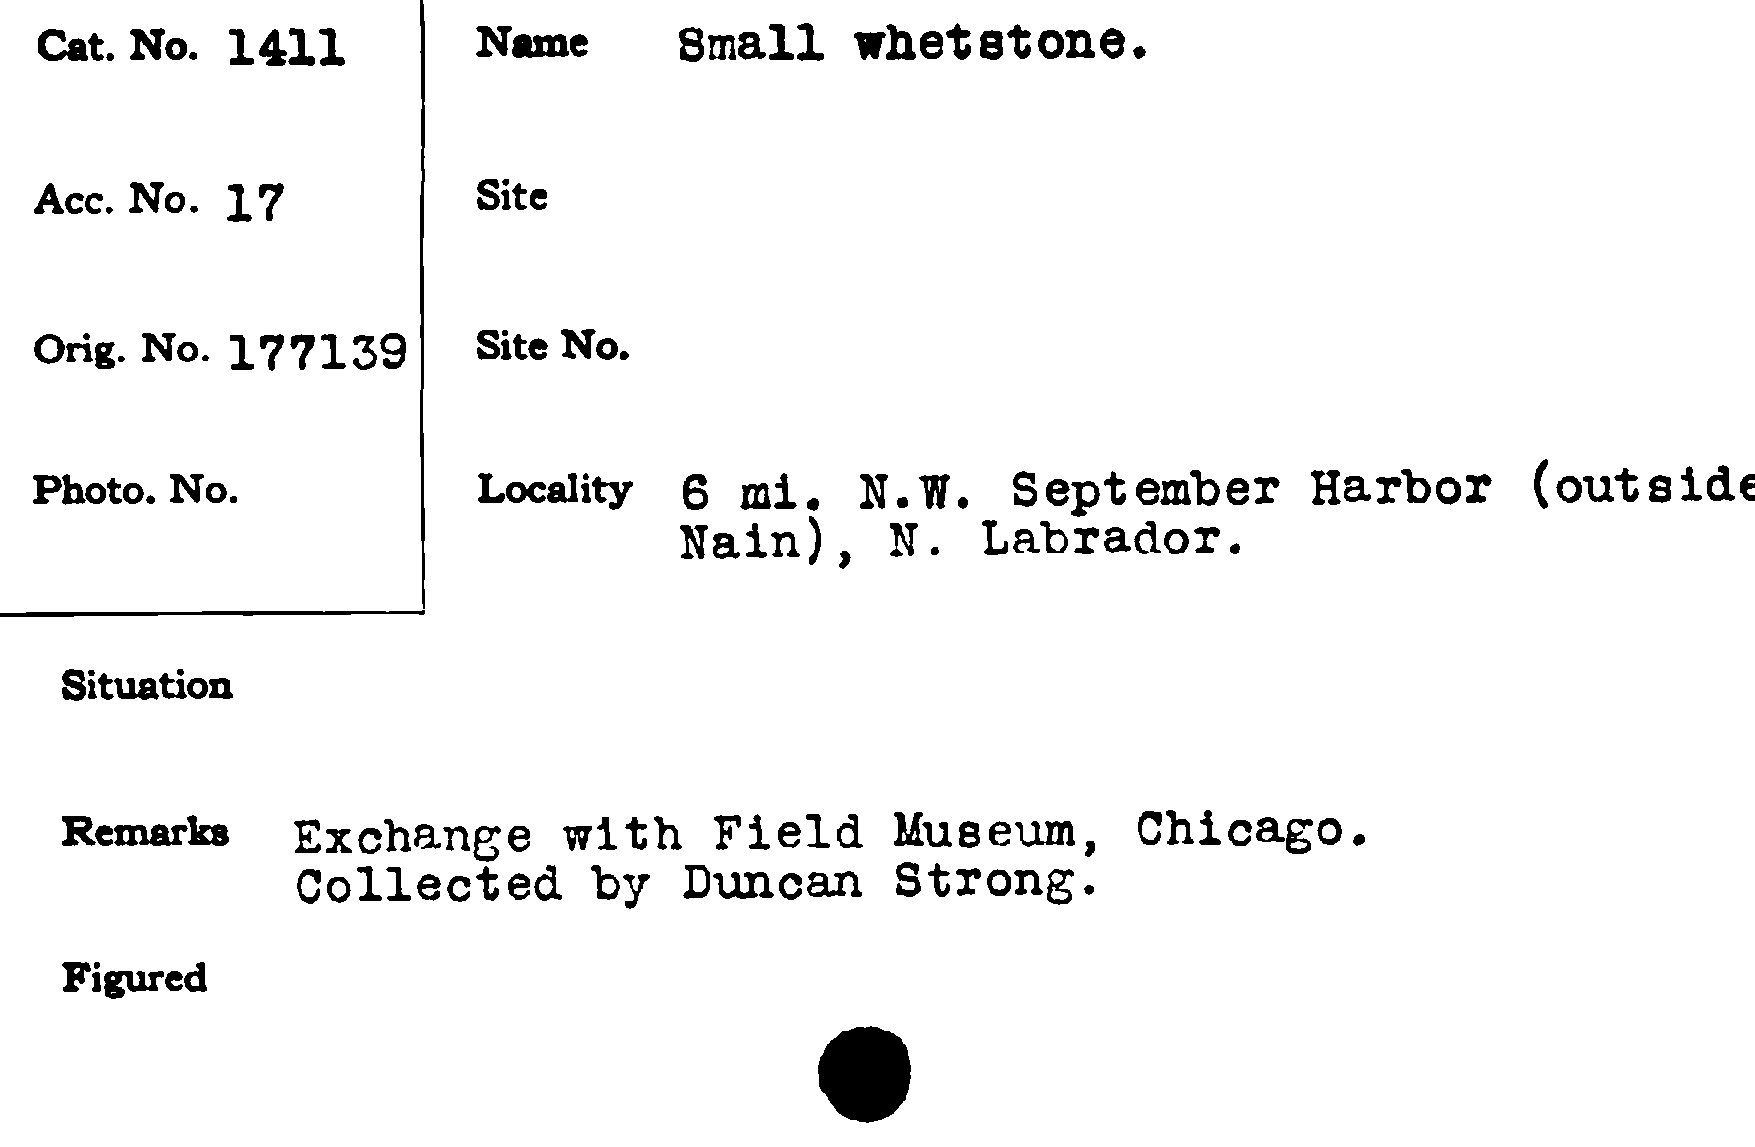 Cat. No. 1411
Name Small whetstone.
Acc. No. 17
Site
Orig. No. 177139
Site No.
Photo. No.
Locality 6 mi. N.W. September Harbor (outside
Nain), N. Labrador.
Situation
Remarks Exchange with Field Museum, Chicago.
Collected by Duncan Strong.
Figured